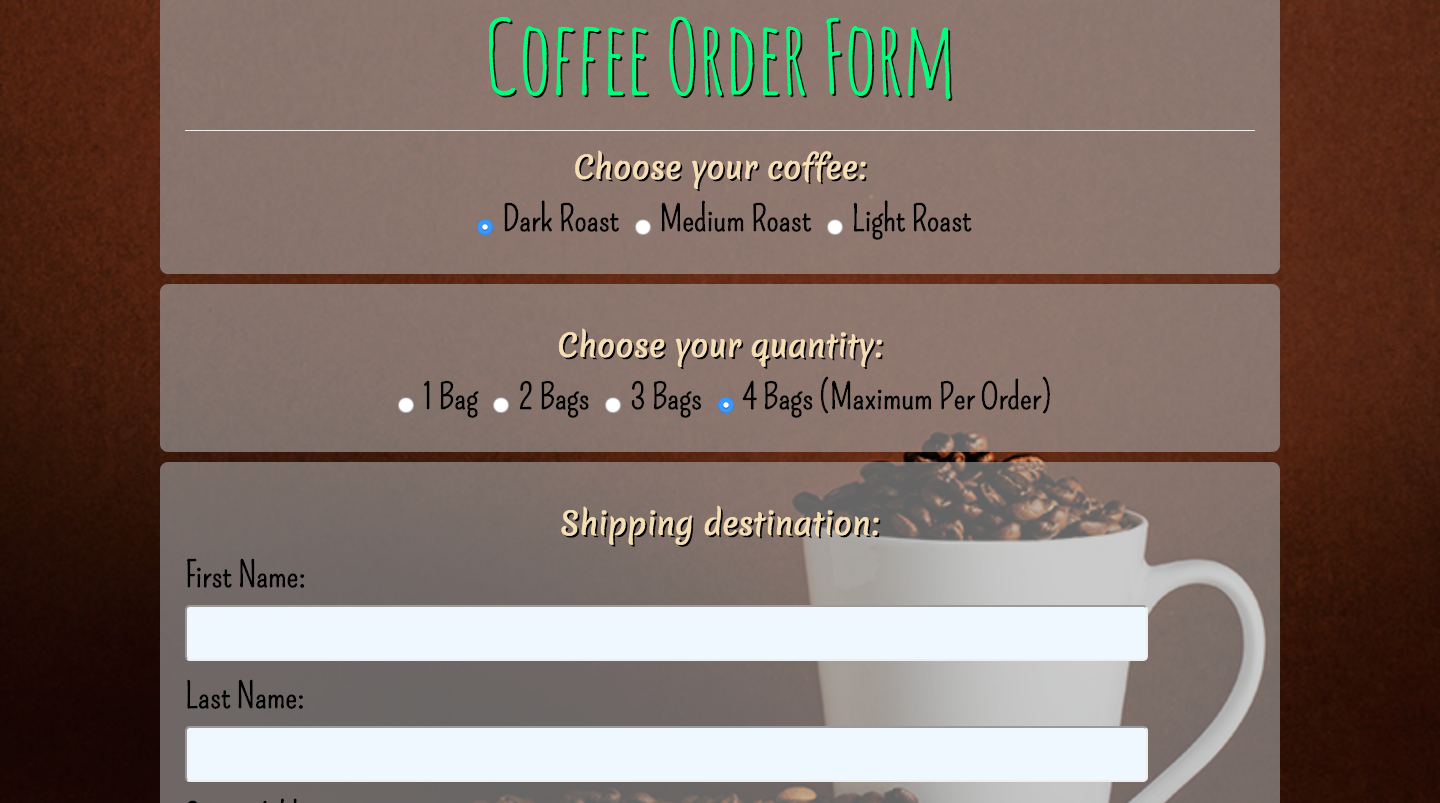 Coffee Order Form
Choose your coffee:
Dark Roast Medium Roast Light Roast
Choose your quantity:
1 Bag 2 Bags 3 Bags 4 Bags (Maximum Per Order)
Shipping destination:
First Name:
Last Name: